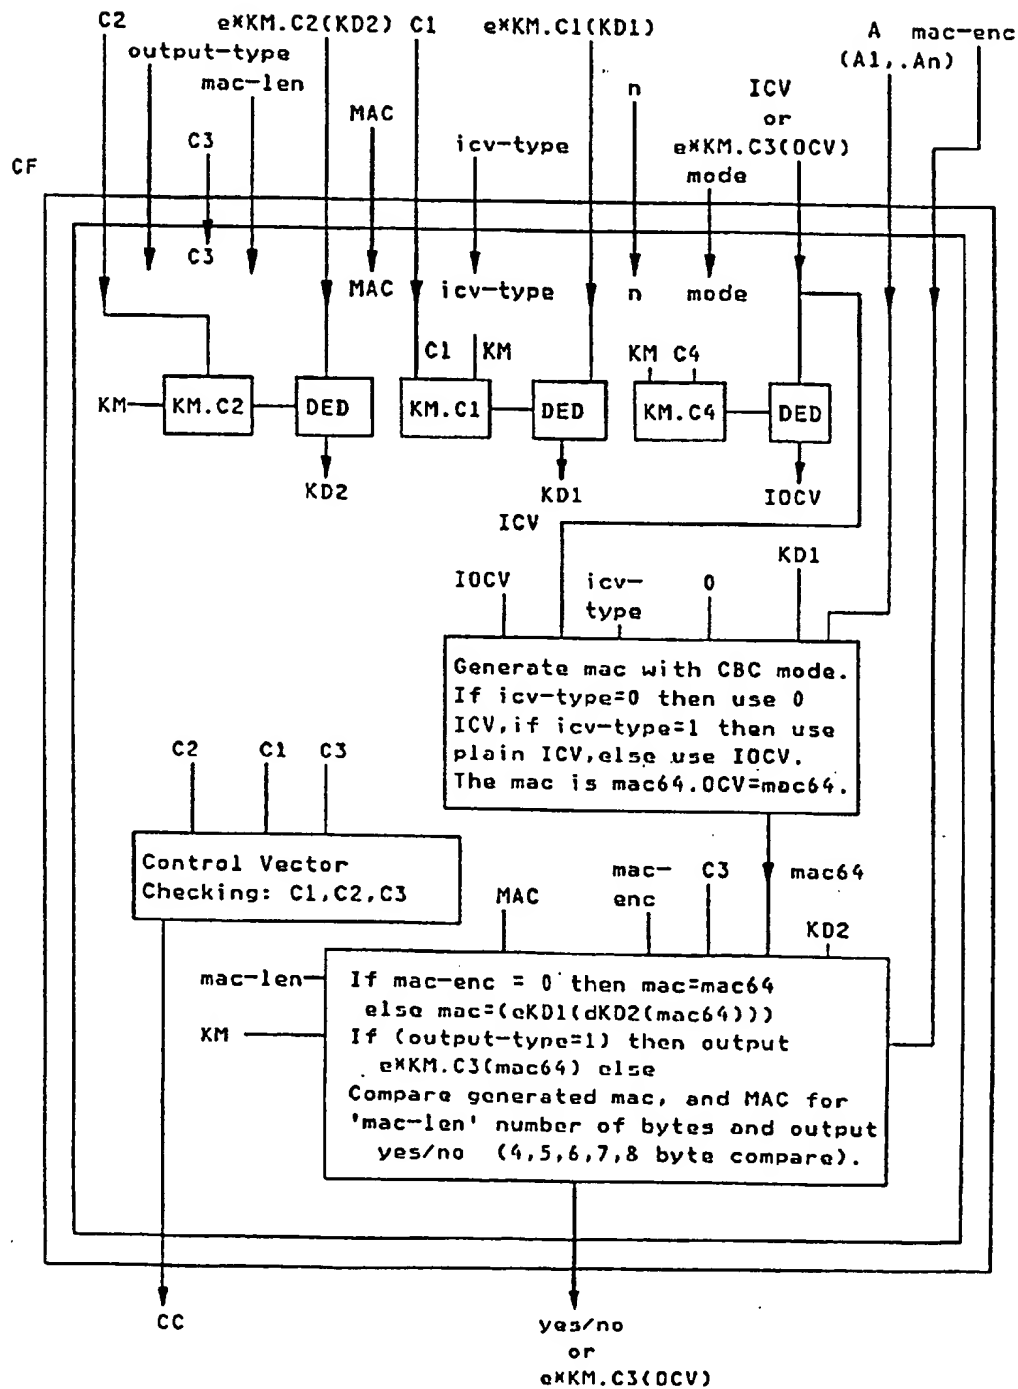 C2 e*KM.C2(KD2) C1 e*KM.C1(KD1) A mac-enc
output-type (A1,.An)
mac-len n ICV
MAC or
C3 icv-type e*KM.C3(OCV)
CF mode
C3
MAC icv-type n mode
C1 KM KM C4
KM KM.C2 DED KM.C1 DED KM.C4 DED
KD2 KD1 IOCV
ICV
KD1
IOCV icv- 0
type
Generate mac with CBC mode.
If icv-type=0 then use 0
ICV,if icv-type=1 then use
plain ICV,else use IOCV.
The mac is mac64.OCV=mac64.
C2 C1 C3
Control Vector
Checking: C1,C2,C3
mac- C3 mac64
MAC enc
KD2
mac-len
KM
If mac-enc = 0 then mac=mac64
else mac=(eKD1(dKD2(mac64)))
If (output-type=1) then output
e*KM.C3(mac64) else
Compare generated mac, and MAC for
'mac-len' number of bytes and output
yes/no (4,5,6,7,8 byte compare).
CC yes/no
or
e*KM.C3(OCV)